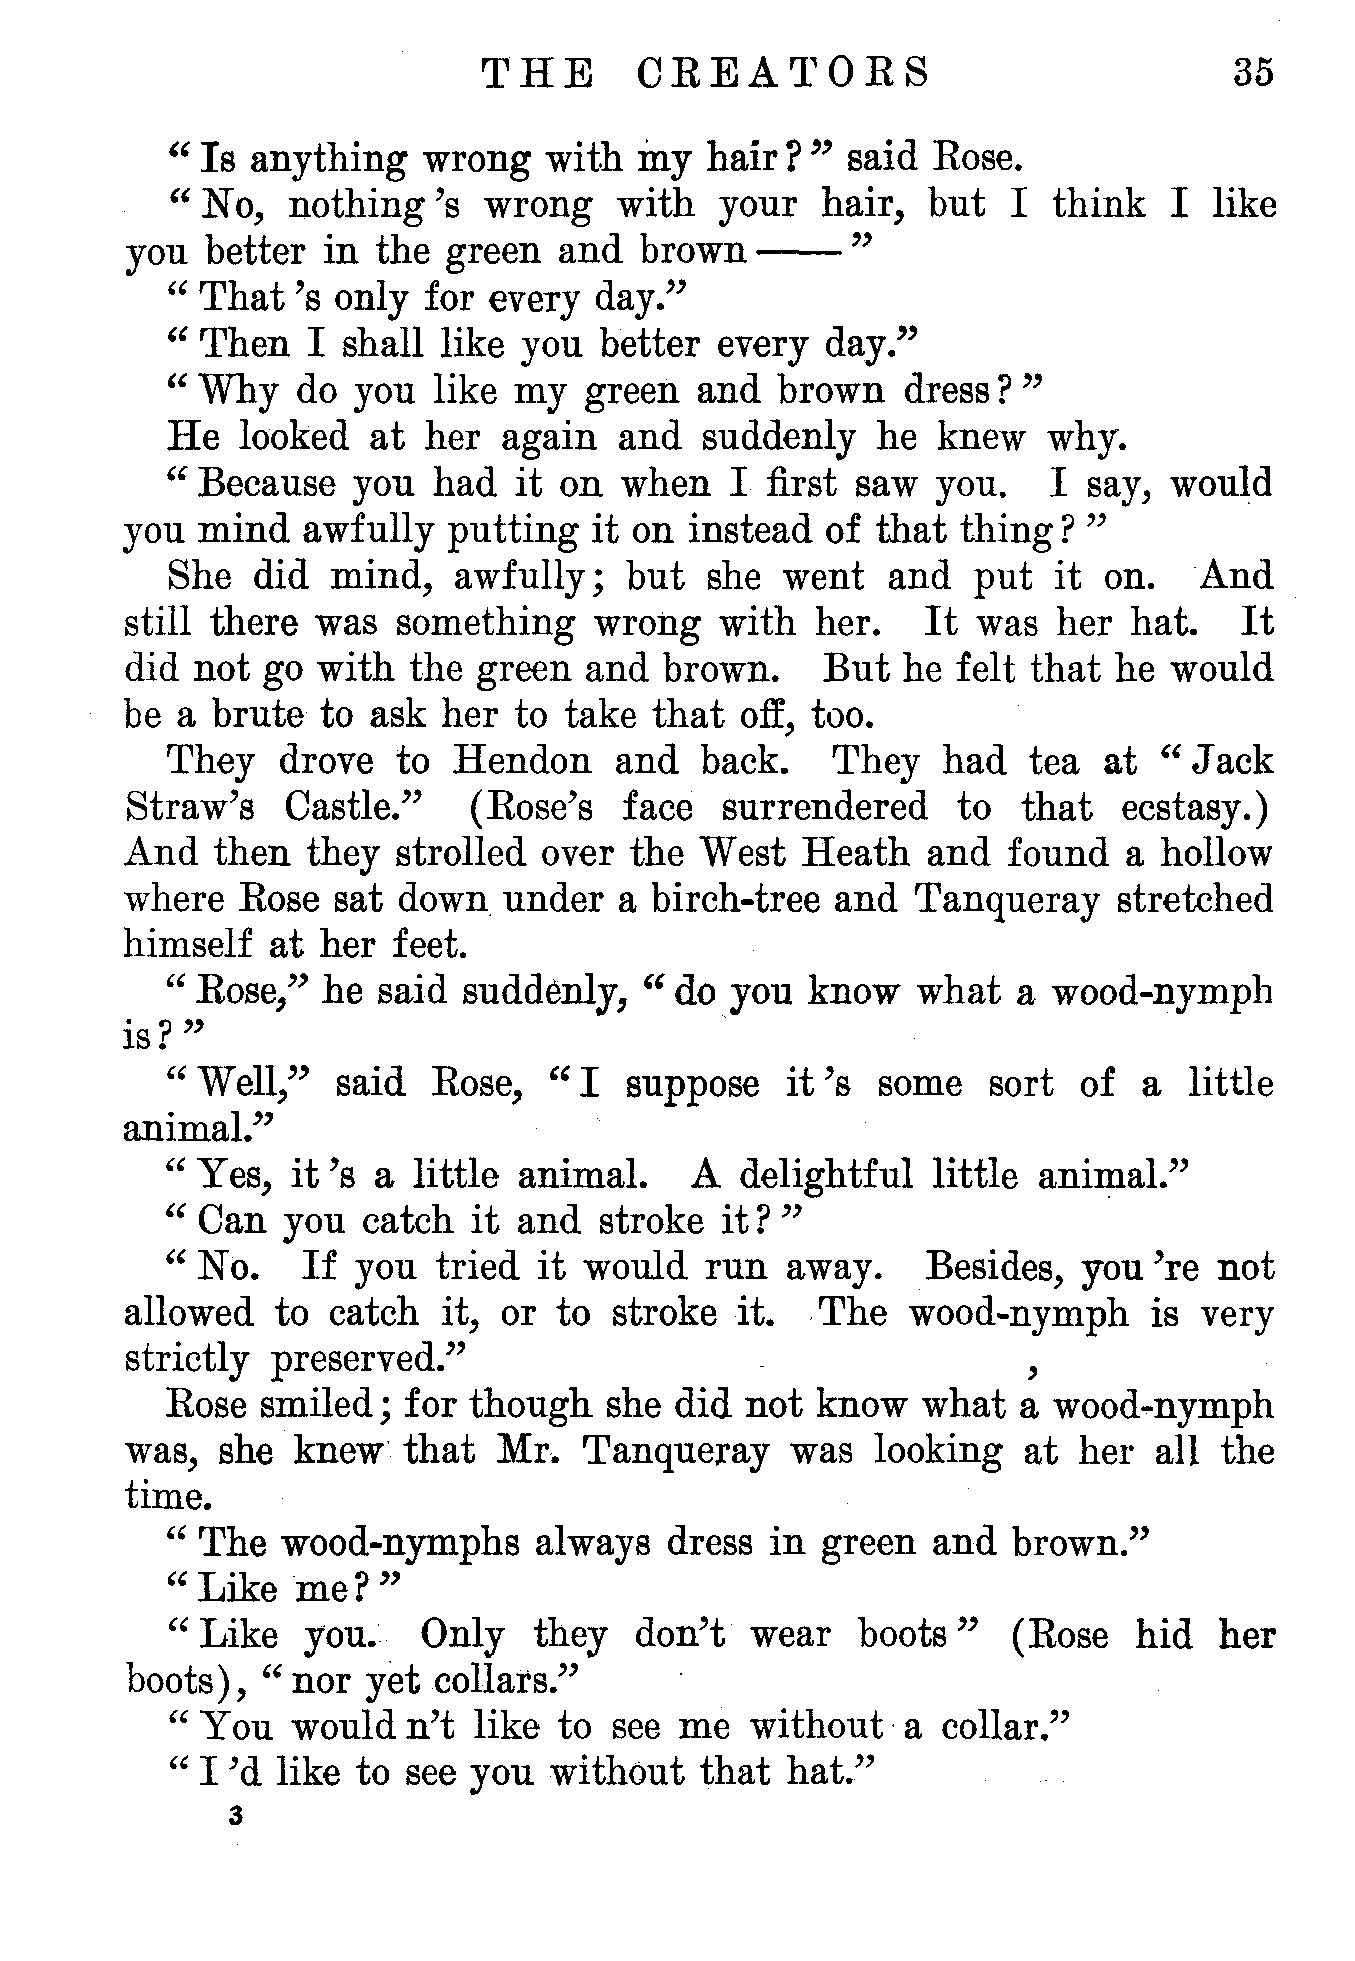 THE CREATORS 35
“Is anything wrong with my hair?” said Rose.
“No, nothing 's wrong with your hair, but I think I like
you better in the green and brown ——”
“That 's only for every day.”
“Then I shall like you better every day.”
“Why do you like my green and brown dress?”
He looked at her again and suddenly he knew why.
“Because you had it on when I first saw you. I say, would
you mind awfully putting it on instead of that thing?”
She did mind, awfully; but she went and put it on. And
still there was something wrong with her. It was her hat. It
did not go with the green and brown. But he felt that he would
be a brute to ask her to take that off, too.
They drove to Hendon and back. They had tea at “Jack
Straw's Castle.” (Rose's face surrendered to that ecstasy.)
And then they strolled over the West Heath and found a hollow
where Rose sat down under a birch-tree and Tanqueray stretched
himself at her feet.
“Rose,” he said suddenly, “do you know what a wood-nymph
is?”
“Well,” said Rose, “I suppose it 's some sort of a little
animal.”
“Yes, it 's a little animal. A delightful little animal.”
“Can you catch it and stroke it?”
“No. If you tried it would run away. Besides, you 're not
allowed to catch it, or to stroke it. The wood-nymph is very
strictly preserved.”
Rose smiled; for though she did not know what a wood-nymph
was, she knew that Mr. Tanqueray was looking at her all the
time.
“The wood-nymphs always dress in green and brown.”
“Like me?”
“Like you. Only they don't wear boots” (Rose hid her
boots), “nor yet collars.”
“You would n't like to see me without a collar.”
“I 'd like to see you without that hat.”
3